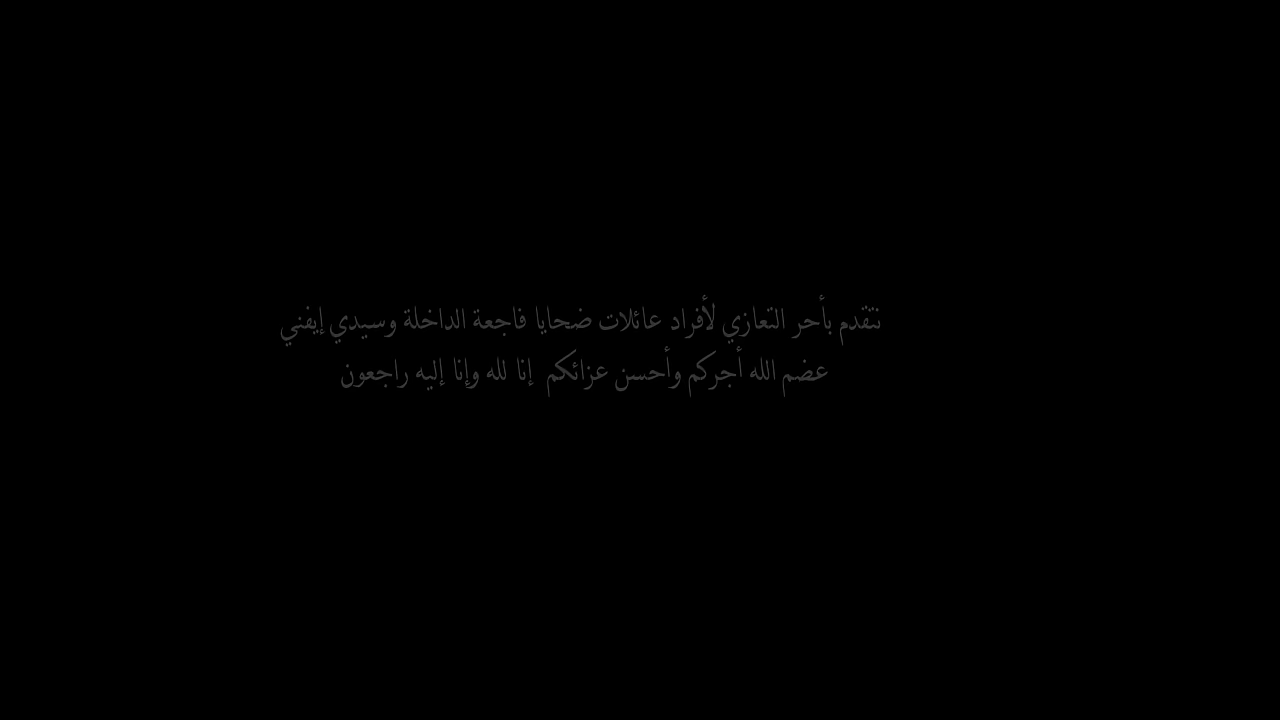 نتقدم بأحر التعازي لأفراد عائلات ضحايا فاجعة الداخلة وسيدي إيفني
عضم الله أجركم وأحسن عزائكم إنا لله وإنا إليه راجعون